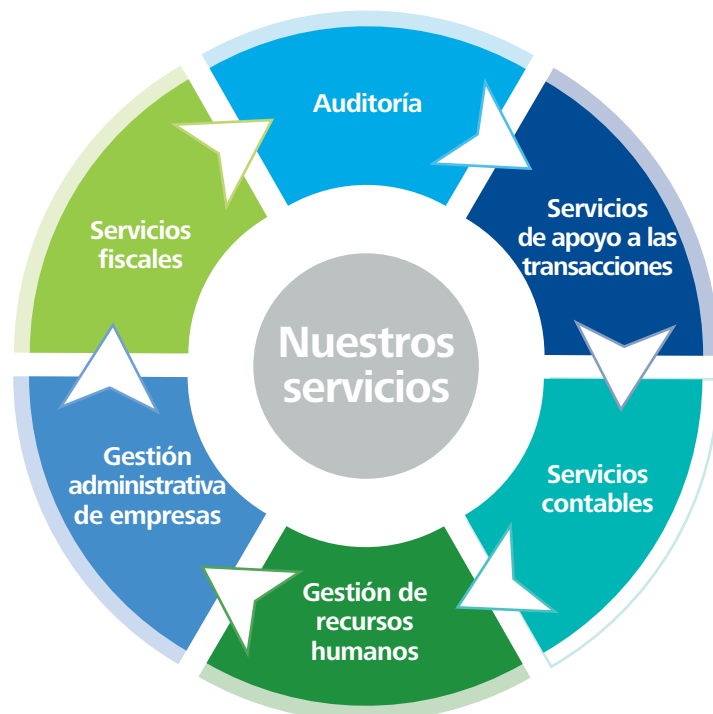 Auditoría
Servicios
de apoyo a las
transacciones
Servicios
contables
Gestión de
recursos
humanos
Gestión
administrativa
de empresas
Servicios
fiscales
Nuestros
servicios